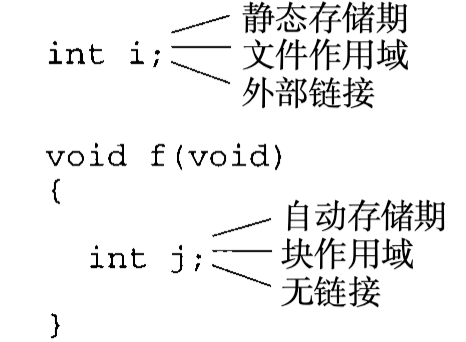 静态存储期
int i; 文件作用域
外部链接
void f(void)
{
自动存储期
int j; 块作用域
无链接
}